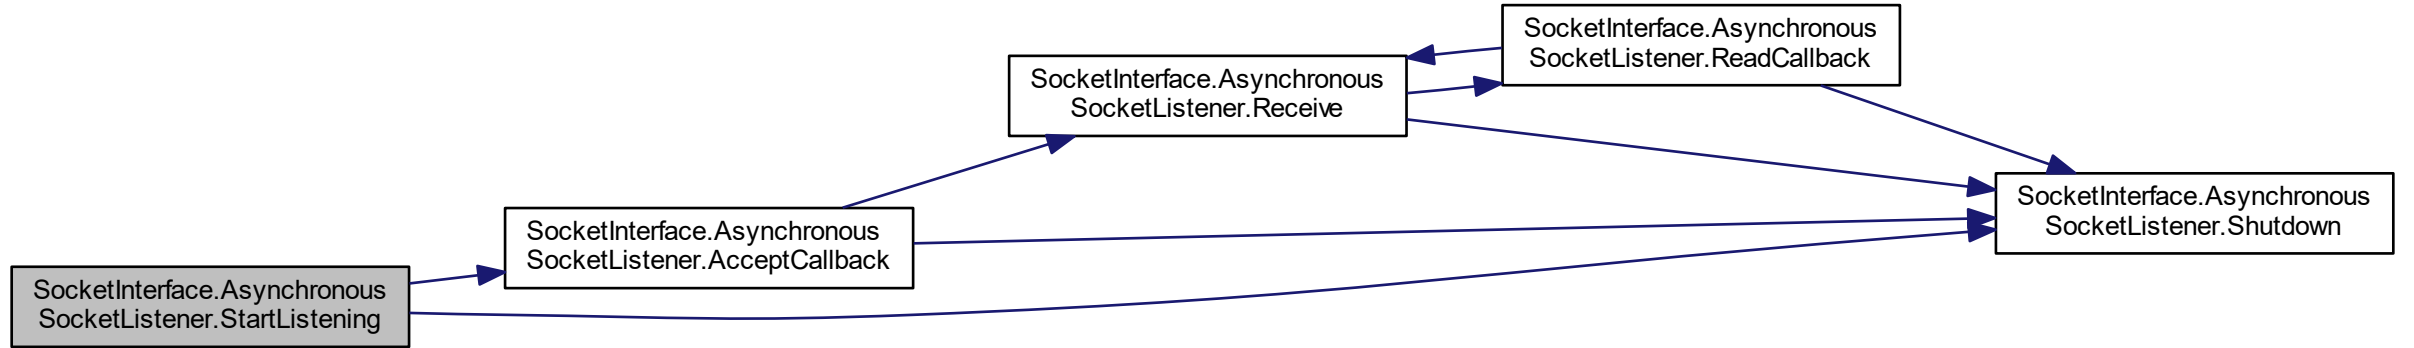 SocketInterface.Asynchronous
SocketListener.StartListening
SocketInterface.Asynchronous
SocketListener.AcceptCallback
SocketInterface.Asynchronous
SocketListener.Receive
SocketInterface.Asynchronous
SocketListener.ReadCallback
SocketInterface.Asynchronous
SocketListener.Shutdown